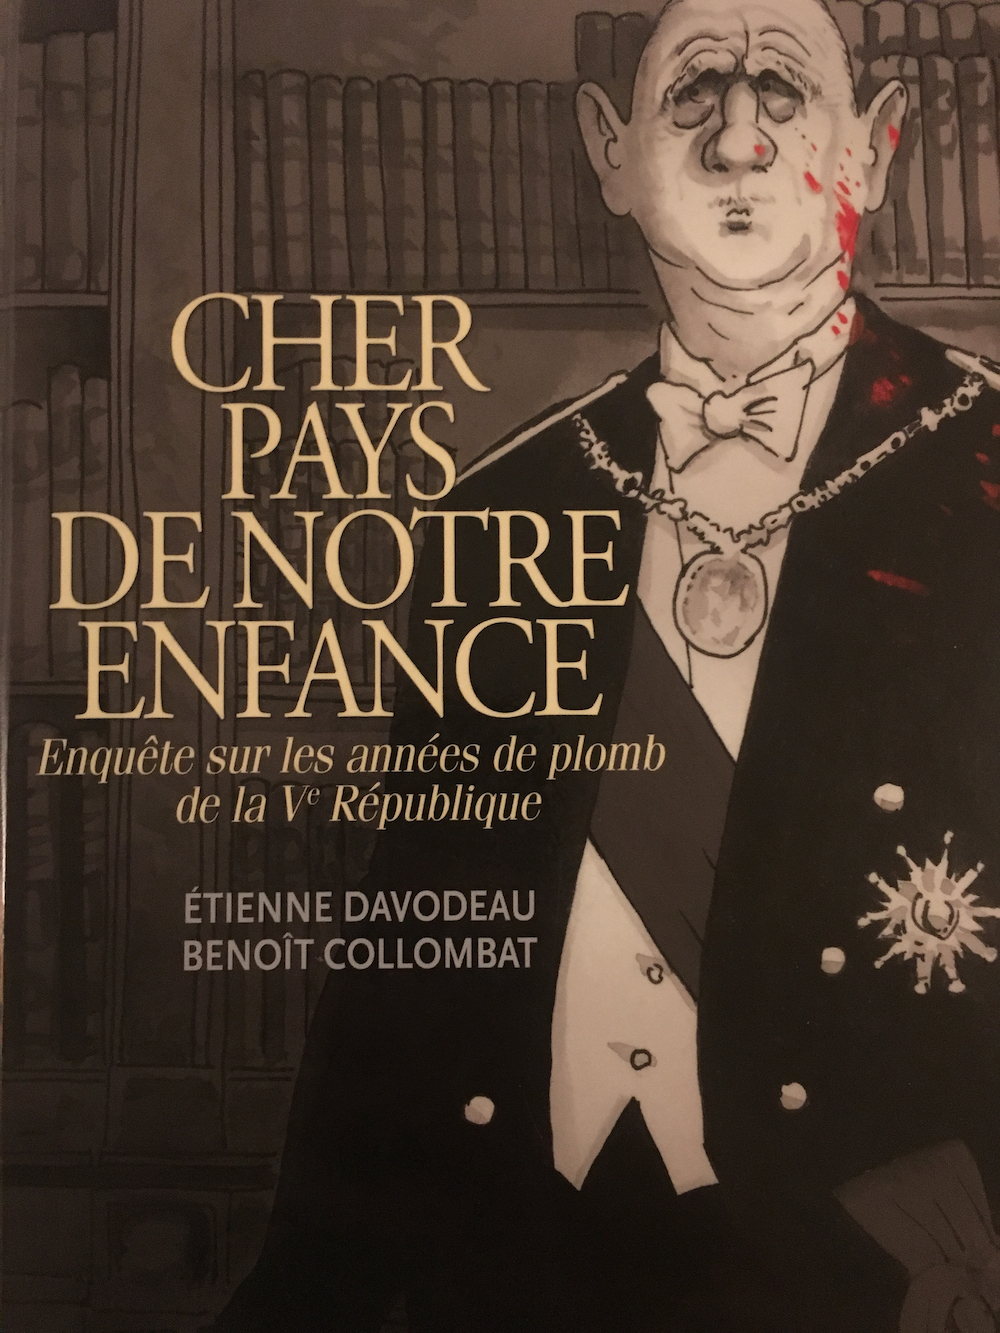 CHER
PAYS
DE NOTRE
ENFANCE
Enquête sur les années de plomb
de la Vᵉ République
ÉTIENNE DAVODEAU
BENOÎT COLLOMBAT